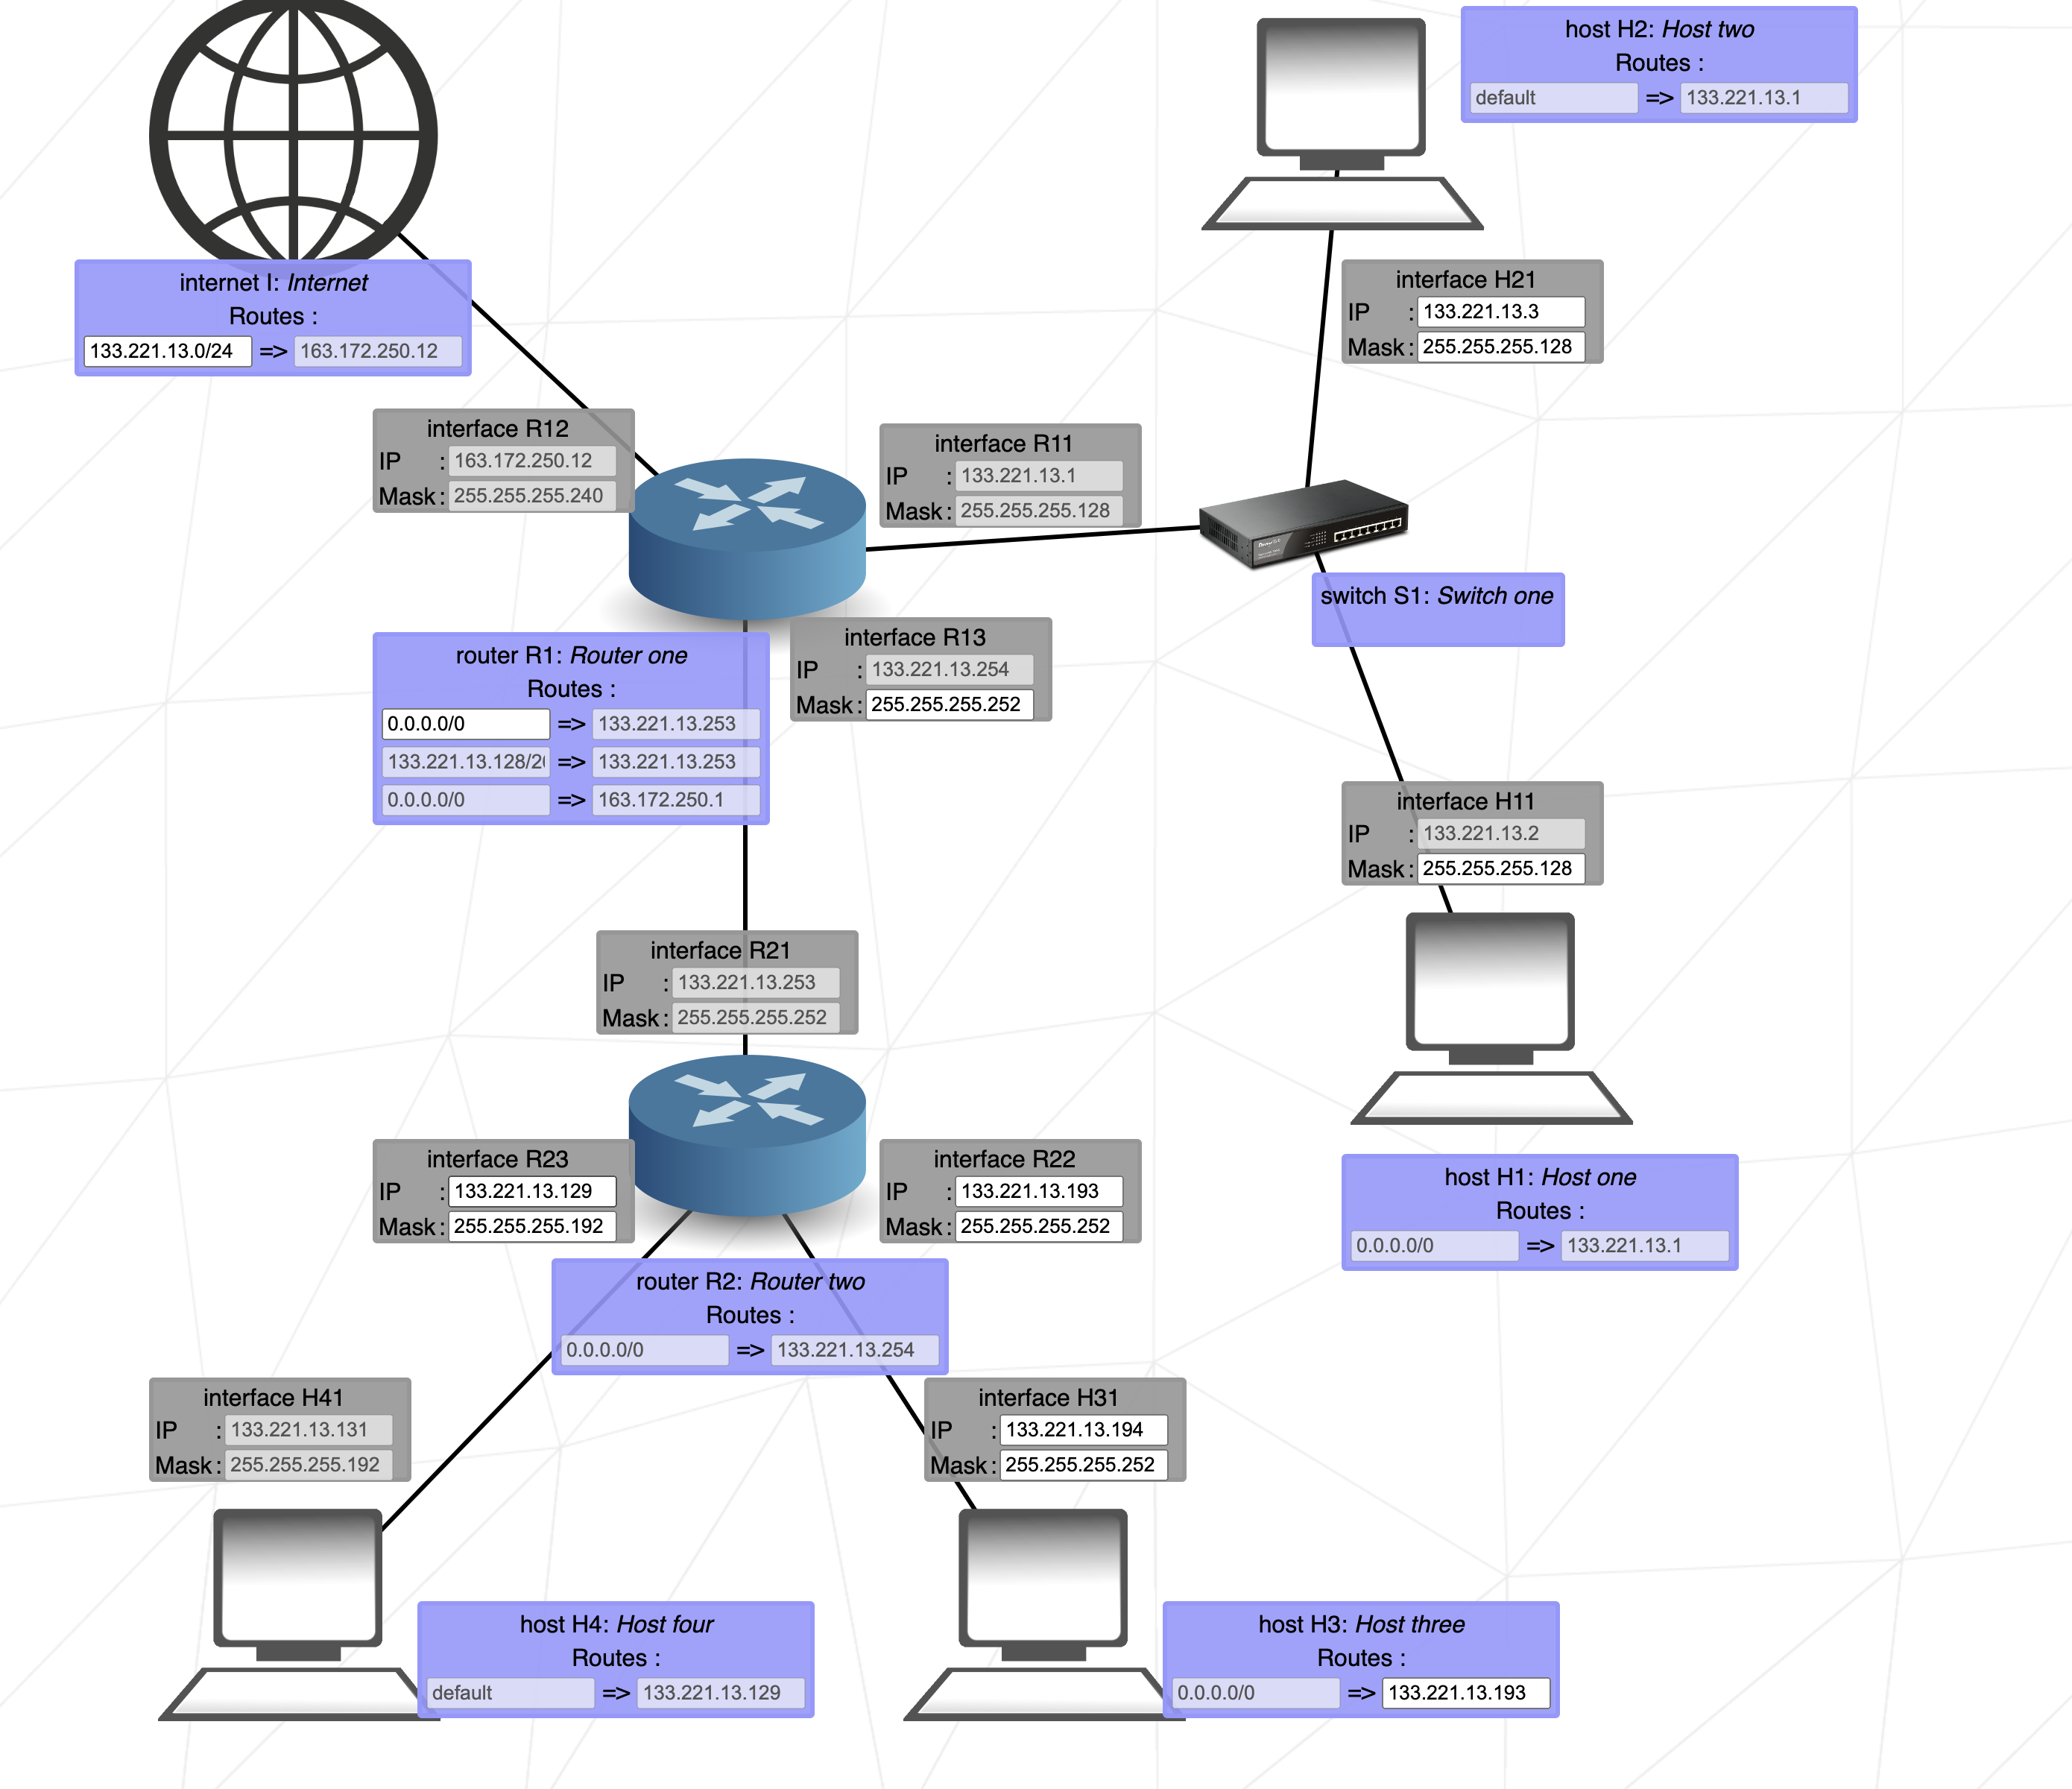 host H2: Host two
Routes :
default => 133.221.13.1
internet I: Internet
Routes :
133.221.13.0/24 => 163.172.250.12
interface H21
IP : 133.221.13.3
Mask : 255.255.255.128
interface R12
IP : 163.172.250.12
Mask : 255.255.255.240
interface R11
IP : 133.221.13.1
Mask : 255.255.255.128
switch S1: Switch one
interface R13
IP : 133.221.13.254
Mask : 255.255.255.252
router R1: Router one
Routes :
0.0.0.0/0 => 133.221.13.253
133.221.13.128/2 => 133.221.13.253
0.0.0.0/0 => 163.172.250.1
interface H11
IP : 133.221.13.2
Mask : 255.255.255.128
interface R21
IP : 133.221.13.253
Mask : 255.255.255.252
interface R23
IP : 133.221.13.129
Mask : 255.255.255.192
interface R22
IP : 133.221.13.193
Mask : 255.255.255.252
host H1: Host one
Routes :
0.0.0.0/0 => 133.221.13.1
router R2: Router two
Routes :
0.0.0.0/0 => 133.221.13.254
interface H41
IP : 133.221.13.131
Mask : 255.255.255.192
interface H31
IP : 133.221.13.194
Mask : 255.255.255.252
host H4: Host four
Routes :
default => 133.221.13.129
host H3: Host three
Routes :
0.0.0.0/0 => 133.221.13.193